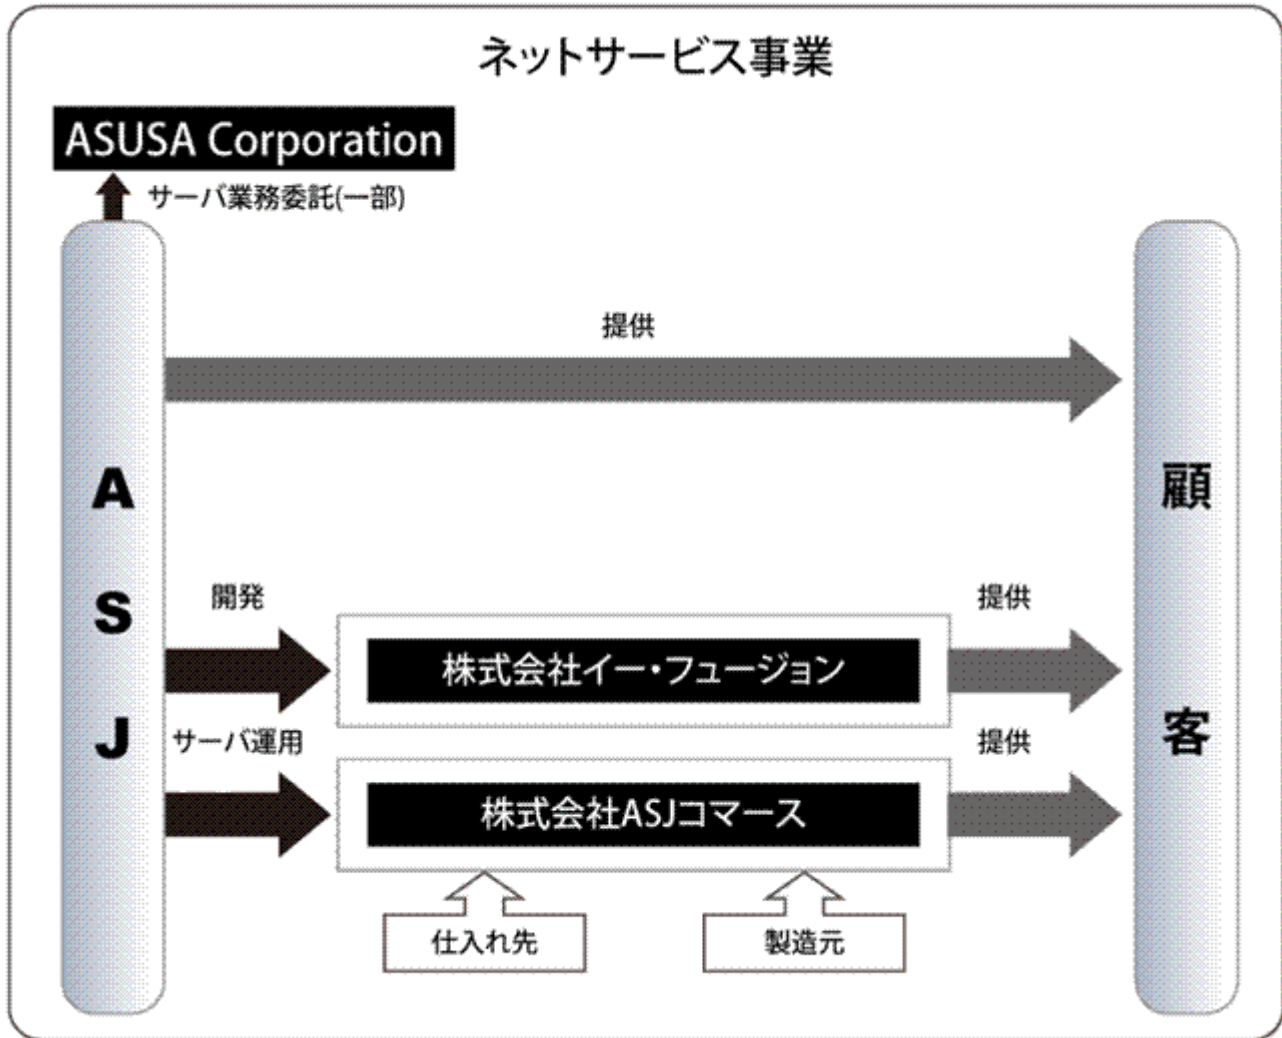 ネットサービス事業
ASUSA Corporation
サーバ業務委託(一部)
提供
A
S
J
顧
客
開発
提供
株式会社イー・フュージョン
サーバ運用
提供
株式会社ASJコマース
仕入れ先
製造元